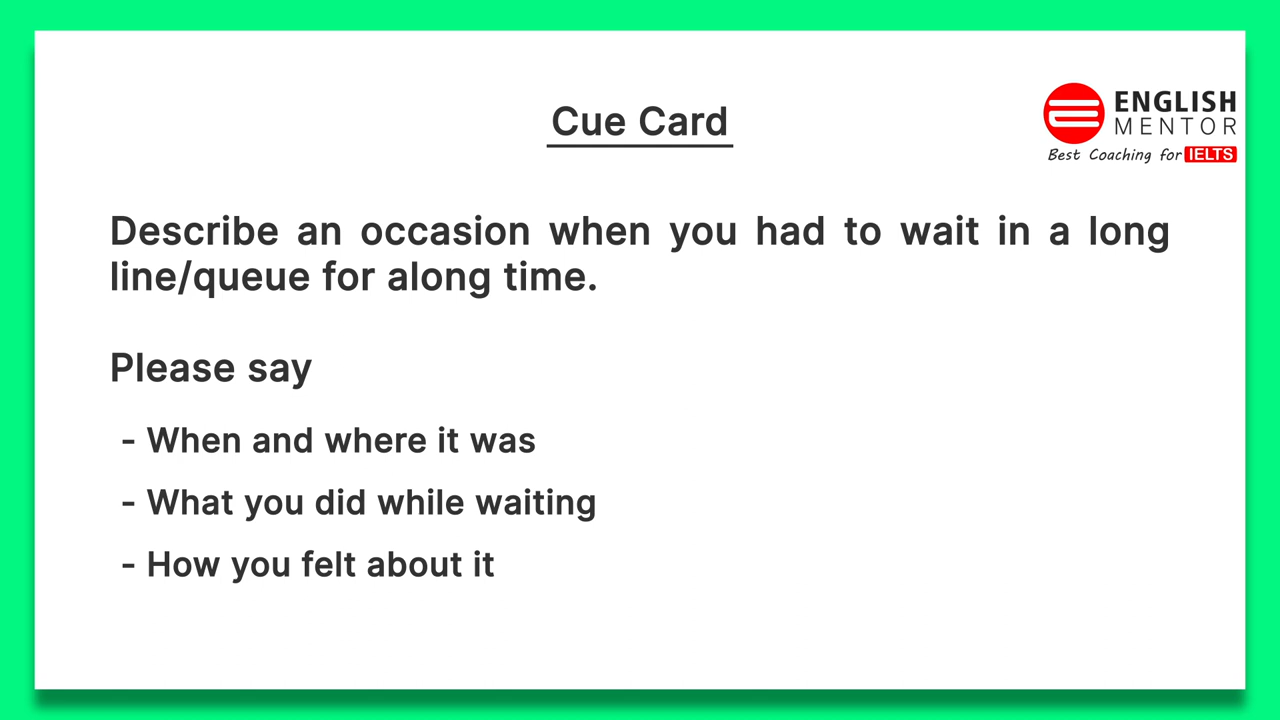 Cue Card
ENGLISH
MENTOR
Best Coaching for IELTS
Describe an occasion when you had to wait in a long
line/queue for along time.
Please say
- When and where it was
- What you did while waiting
- How you felt about it